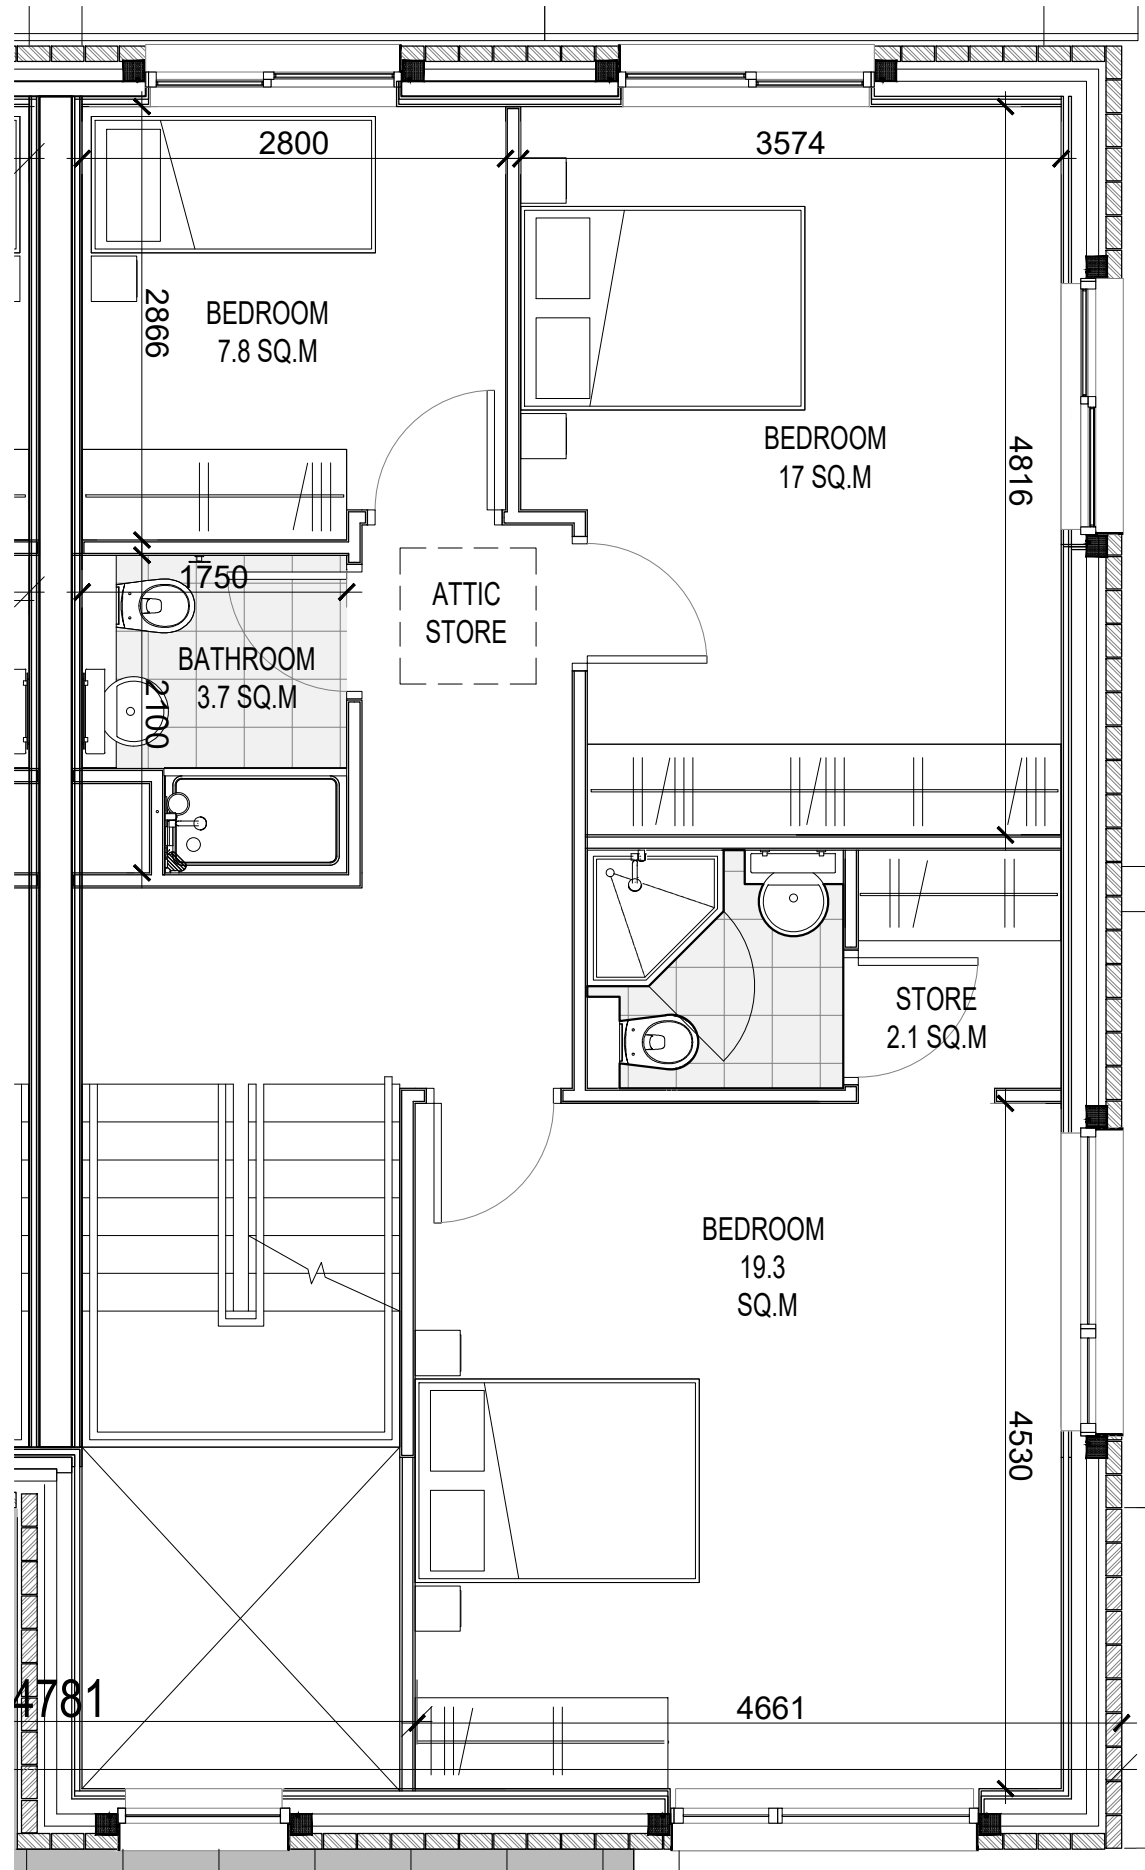 2800
3574
2866
BEDROOM
7.8 SQ.M
BEDROOM
17 SQ.M
4816
1750
ATTIC
STORE
BATHROOM
3.7 SQ.M
2100
STORE
2.1 SQ.M
BEDROOM
19.3
SQ.M
4530
4781
4661